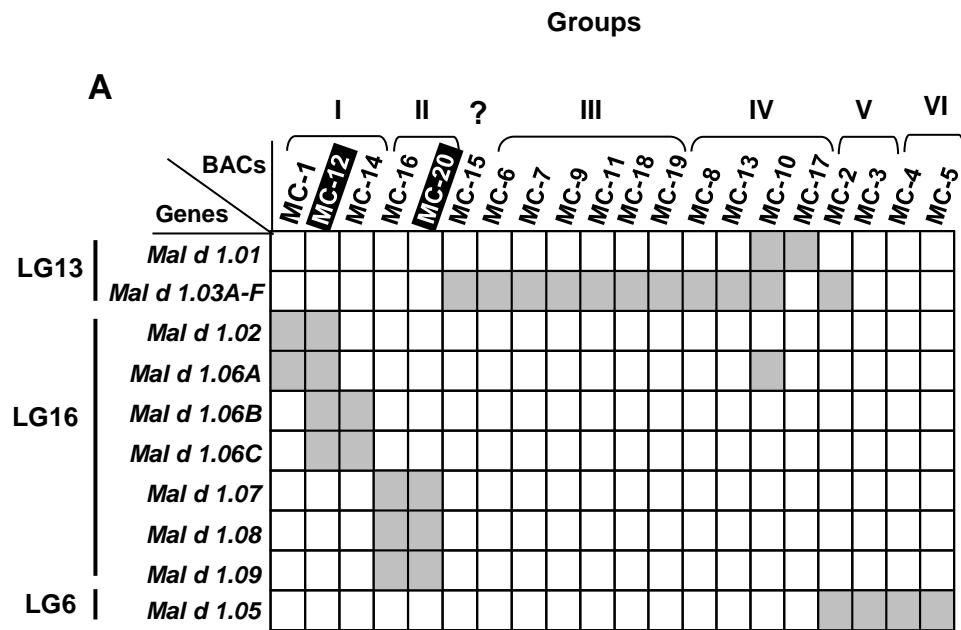 Groups
A
I II ? III IV V VI
BACs
MC-1 MC-12 MC-14 MC-16 MC-20 MC-15 MC-6 MC-7 MC-9 MC-11 MC-18 MC-19 MC-8 MC-13 MC-10 MC-17 MC-2 MC-3 MC-4 MC-5
Genes
LG13
Mal d 1.01
Mal d 1.03A-F
LG16
Mal d 1.02
Mal d 1.06A
Mal d 1.06B
Mal d 1.06C
Mal d 1.07
Mal d 1.08
Mal d 1.09
LG6
Mal d 1.05